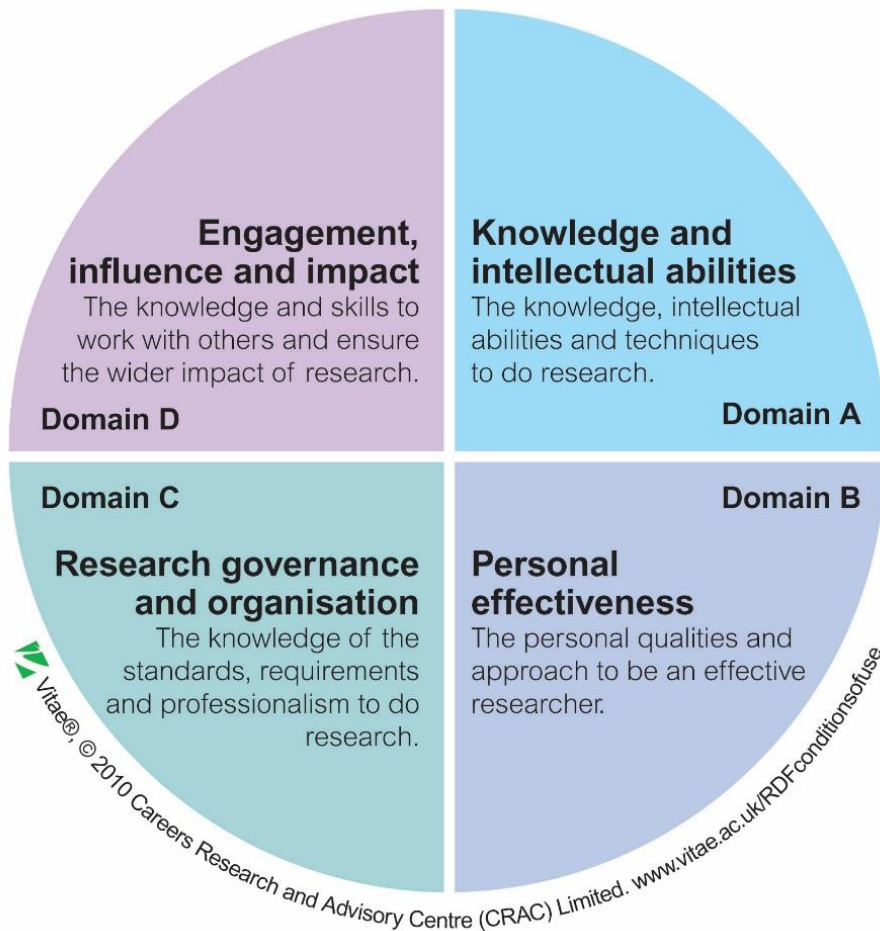 Engagement,
influence and impact
The knowledge and skills to
work with others and ensure
the wider impact of research.
Domain D
Knowledge and
intellectual abilities
The knowledge, intellectual
abilities and techniques
to do research.
Domain A
Domain C
Research governance
and organisation
The knowledge of the
standards, requirements
and professionalism to do
research.
Domain B
Personal
effectiveness
The personal qualities and
approach to be an effective
researcher.
Vitae®, © 2010 Careers Research and Advisory Centre (CRAC) Limited. www.vitae.ac.uk/RDFconditionsofuse